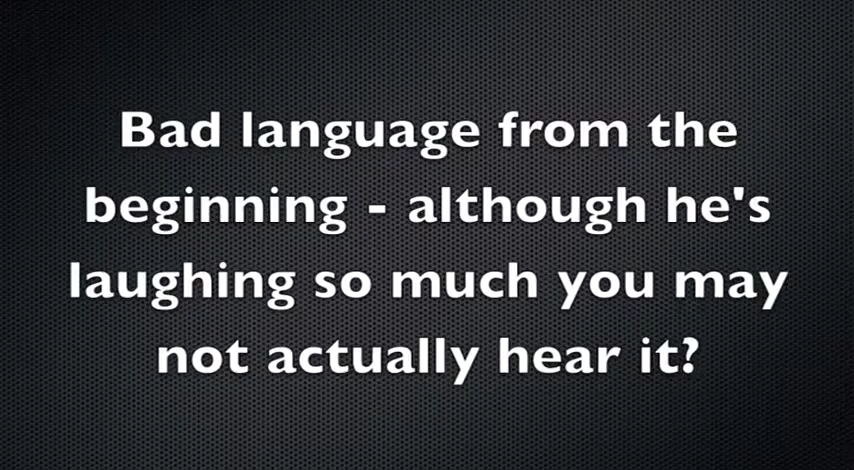 Bad language from the
beginning - although he's
laughing so much you may
not actually hear it?